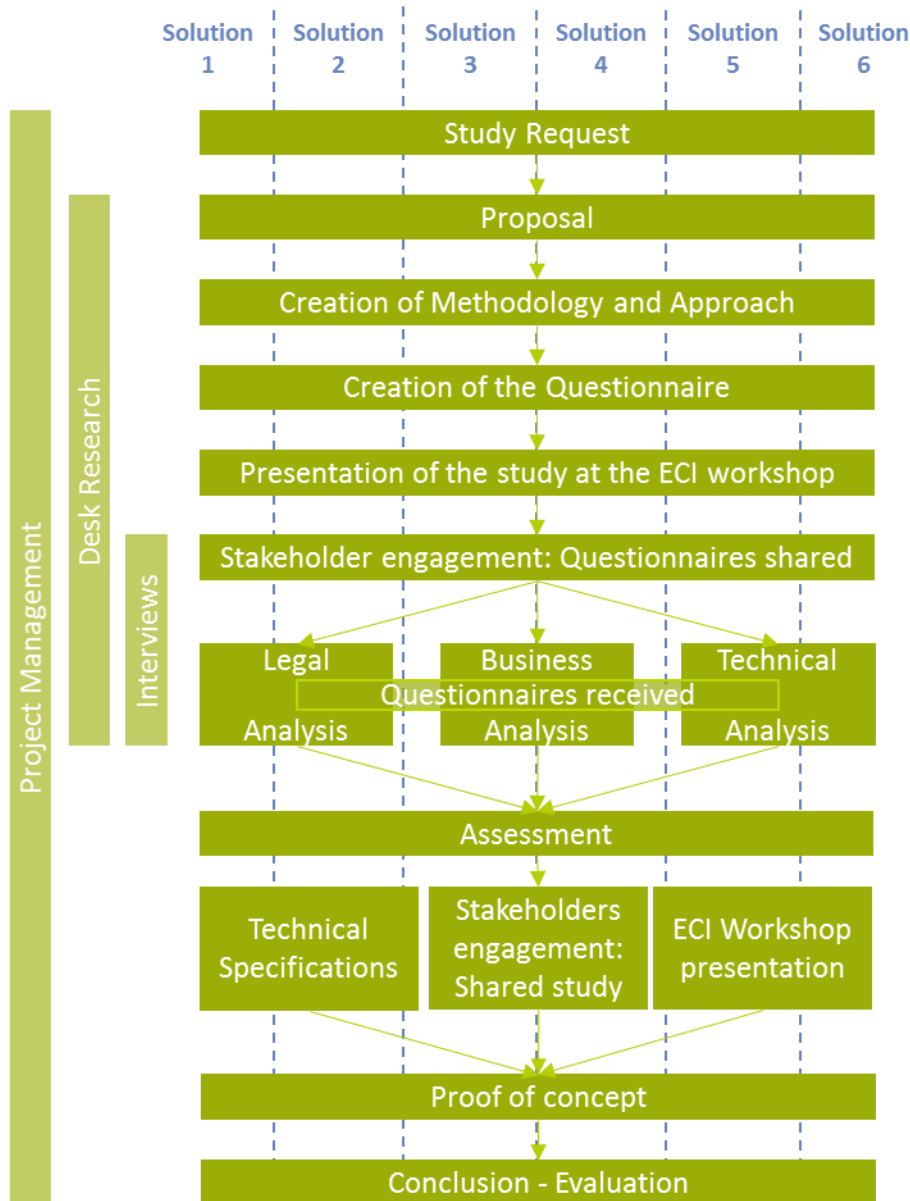 Solution 1
Solution 2
Solution 3
Solution 4
Solution 5
Solution 6
Project Management
Desk Research
Interviews
Study Request
Proposal
Creation of Methodology and Approach
Creation of the Questionnaire
Presentation of the study at the ECI workshop
Stakeholder engagement: Questionnaires shared
Legal
Business
Technical
Questionnaires received
Analysis
Analysis
Analysis
Assessment
Technical
Specifications
Stakeholders
engagement:
Shared study
ECI Workshop
presentation
Proof of concept
Conclusion - Evaluation